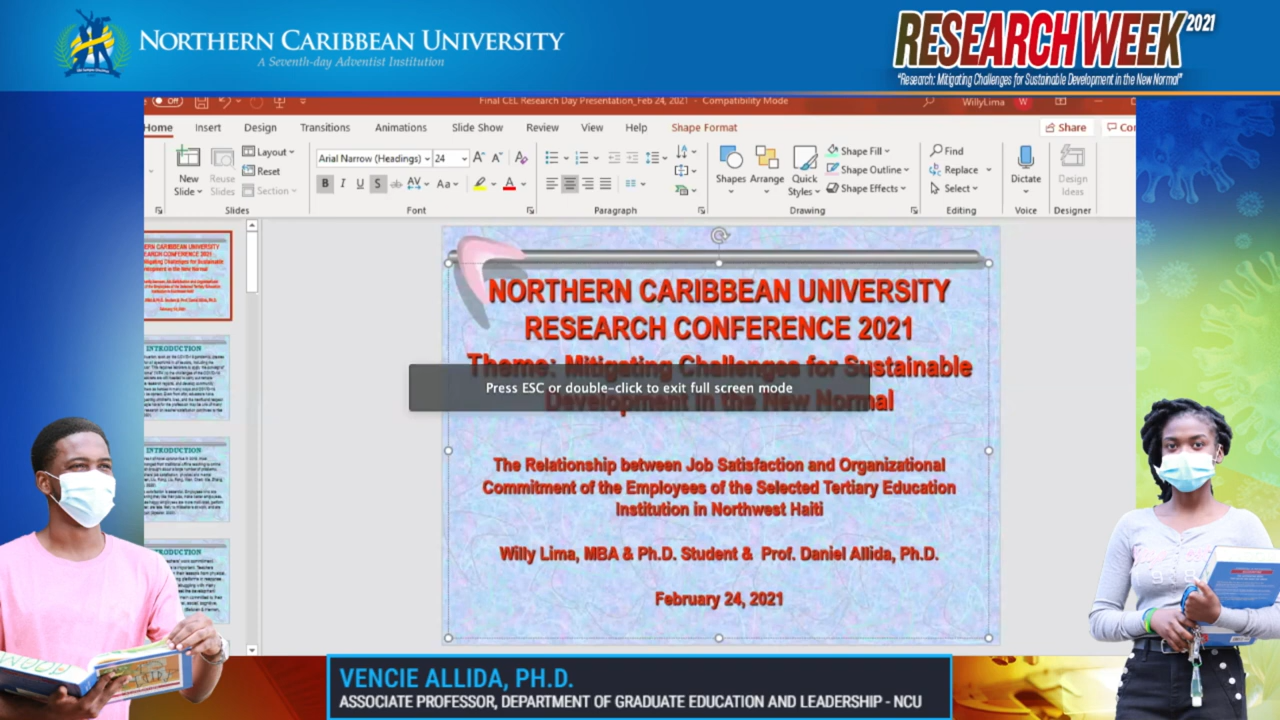 NORTHERN CARIBBEAN UNIVERSITY
A Seventh-day Adventist Institution
RESEARCH WEEK 2021
"Research: Mitigating Challenges for Sustainable Development in the New Normal"
Off
Final CEL Research Day Presentation_Feb 24, 2021 - Compatibility Mode
WillyLima W
Home Insert Design Transitions Animations Slide Show Review View Help Shape Format Share
New Slide
Reuse Slides
Layout
Reset
Section
Slides
Arial Narrow (Headings) 24
B I U S ab AV Aa A
Font
Paragraph
Shapes Arrange Quick Styles
Shape Fill
Shape Outline
Shape Effects
Drawing
Find
Replace
Select
Editing
Dictate
Voice
Design Ideas
Designer
INTRODUCTION
INTRODUCTION
NORTHERN CARIBBEAN UNIVERSITY
RESEARCH CONFERENCE 2021
Theme: Mitigating Challenges for Sustainable
Development in the New Normal
Press ESC or double-click to exit full screen mode
The Relationship between Job Satisfaction and Organizational
Commitment of the Employees of the Selected Tertiary Education
Institution in Northwest Haiti
Willy Lima, MBA & Ph.D. Student & Prof. Daniel Allida, Ph.D.
February 24, 2021
VENCIE ALLIDA, PH.D.
ASSOCIATE PROFESSOR, DEPARTMENT OF GRADUATE EDUCATION AND LEADERSHIP - NCU